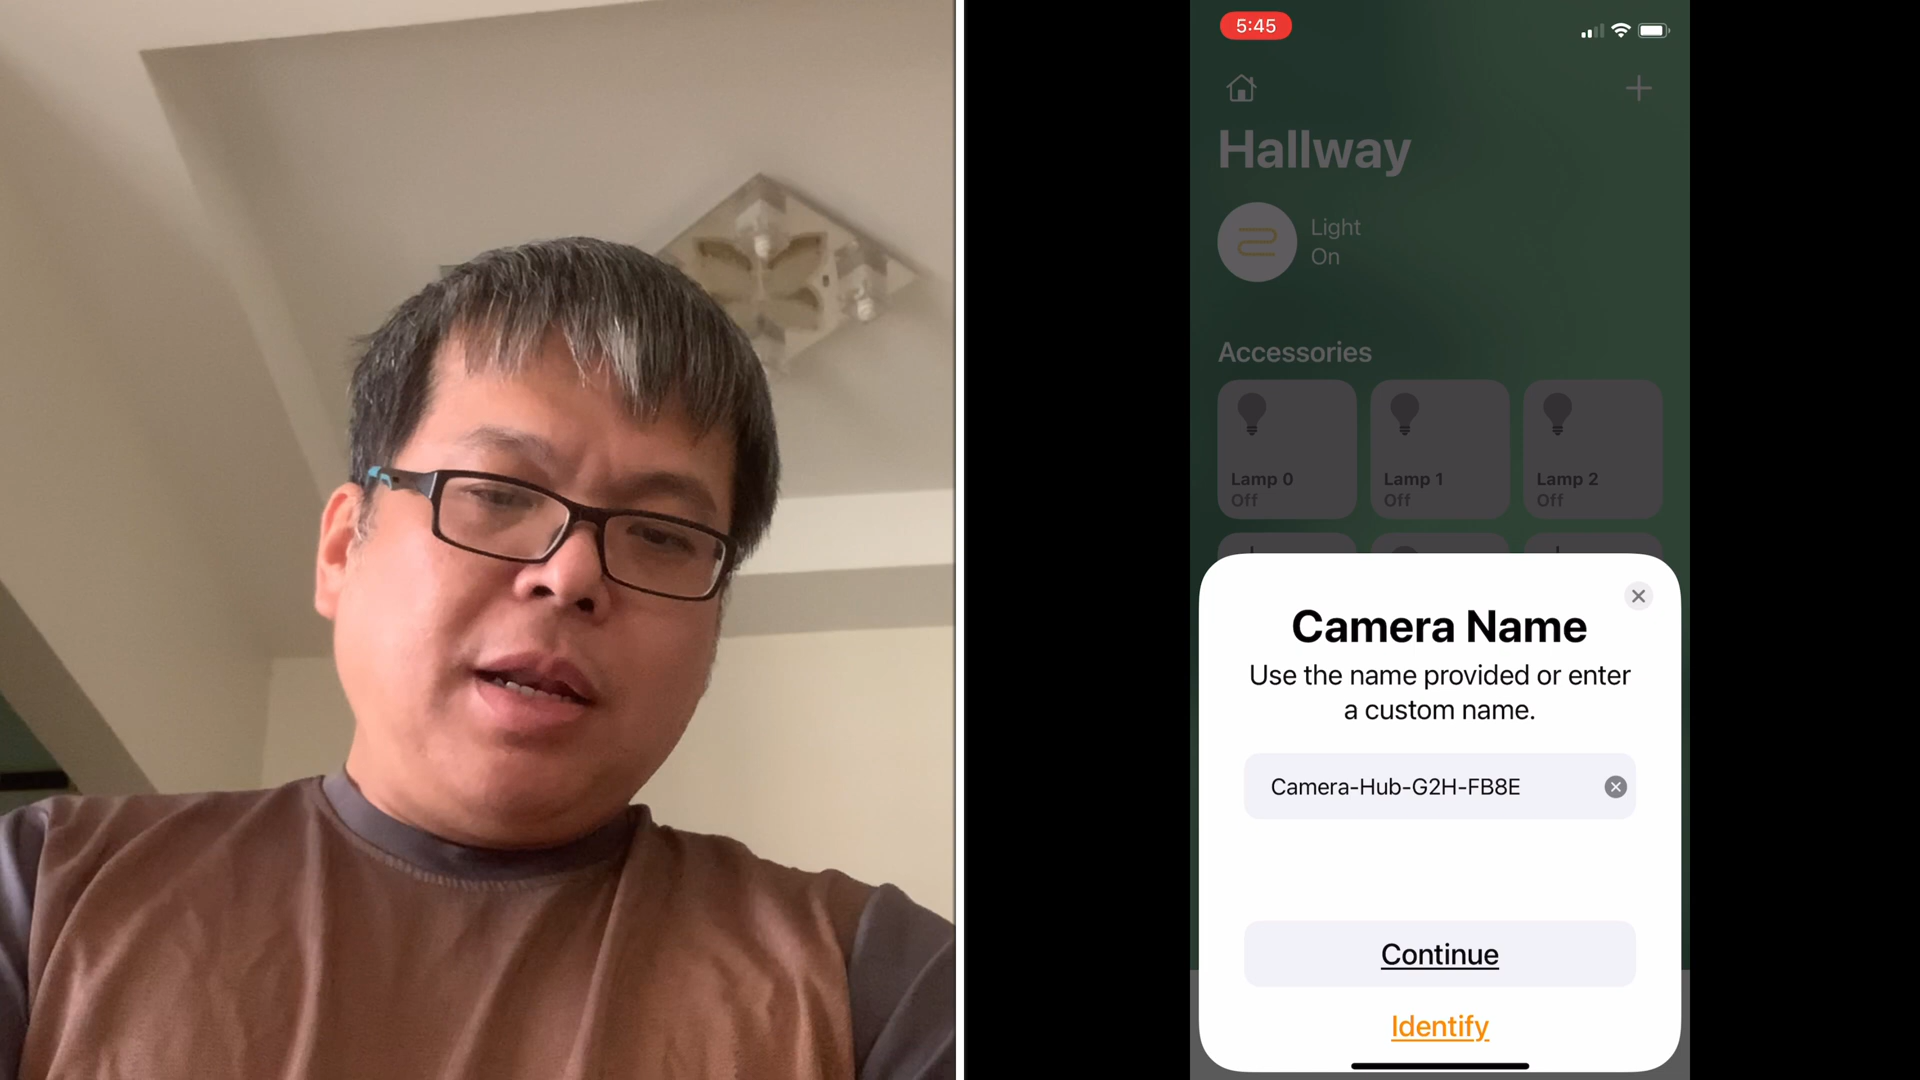 5:45
Hallway
Light
On
Accessories
Lamp 0
Off
Lamp 1
Off
Lamp 2
Off
Camera Name
Use the name provided or enter
a custom name.
Camera-Hub-G2H-FB8E
Continue
Identify